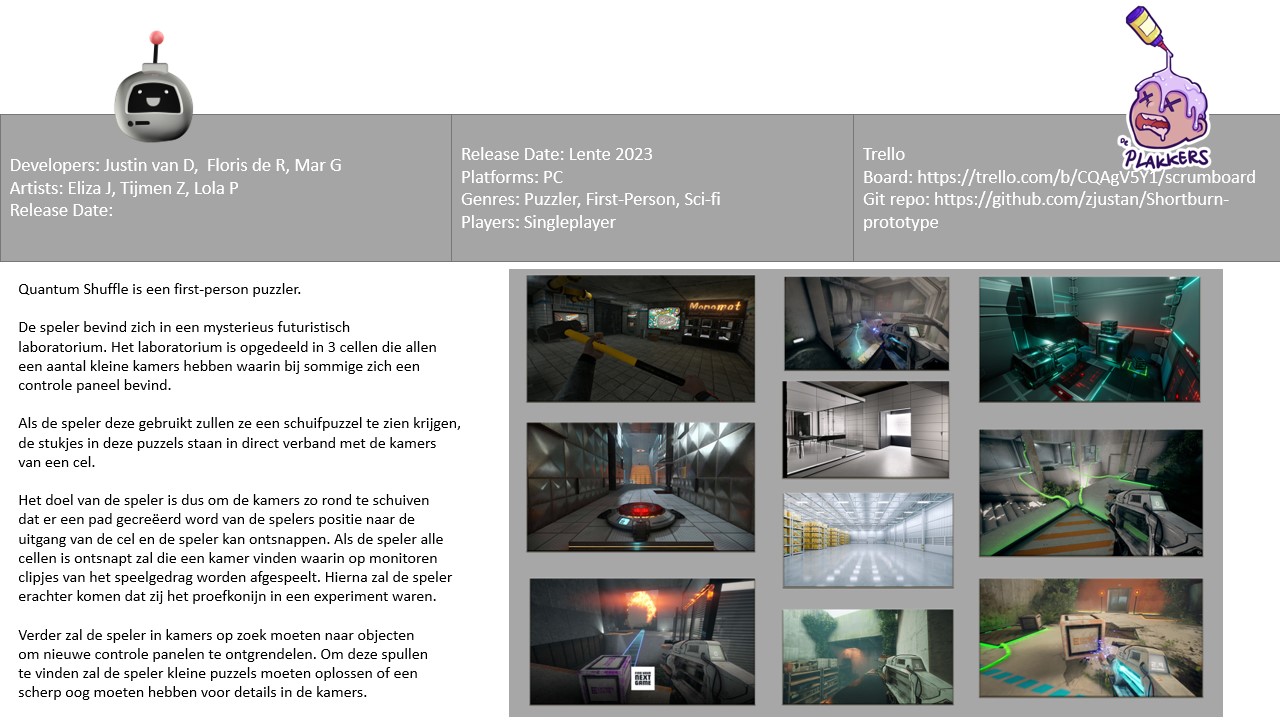 DE
PLAKKERS
Developers: Justin van D,  Floris de R, Mar G
Artists: Eliza J, Tijmen Z, Lola P
Release Date:
Release Date: Lente 2023
Platforms: PC
Genres: Puzzler, First-Person, Sci-fi
Players: Singleplayer
Trello
Board: https://trello.com/b/CQAgV5Y1/scrumboard
Git repo: https://github.com/zjustan/Shortburn-
prototype
Quantum Shuffle is een first-person puzzler.
De speler bevind zich in een mysterieus futuristisch
laboratorium. Het laboratorium is opgedeeld in 3 cellen die allen
een aantal kleine kamers hebben waarin bij sommige zich een
controle paneel bevind.
Als de speler deze gebruikt zullen ze een schuifpuzzel te zien krijgen,
de stukjes in deze puzzels staan in direct verband met de kamers
van een cel.
Het doel van de speler is dus om de kamers zo rond te schuiven
dat er een pad gecreëerd word van de spelers positie naar de
uitgang van de cel en de speler kan ontsnappen. Als de speler alle
cellen is ontsnapt zal die een kamer vinden waarin op monitoren
clipjes van het speelgedrag worden afgespeelt. Hierna zal de speler
erachter komen dat zij het proefkonijn in een experiment waren.
Verder zal de speler in kamers op zoek moeten naar objecten
om nieuwe controle panelen te ontgrendelen. Om deze spullen
te vinden zal de speler kleine puzzels moeten oplossen of een
scherp oog moeten hebben voor details in de kamers.
Monomat
FIND YOUR
NEXT
GAME